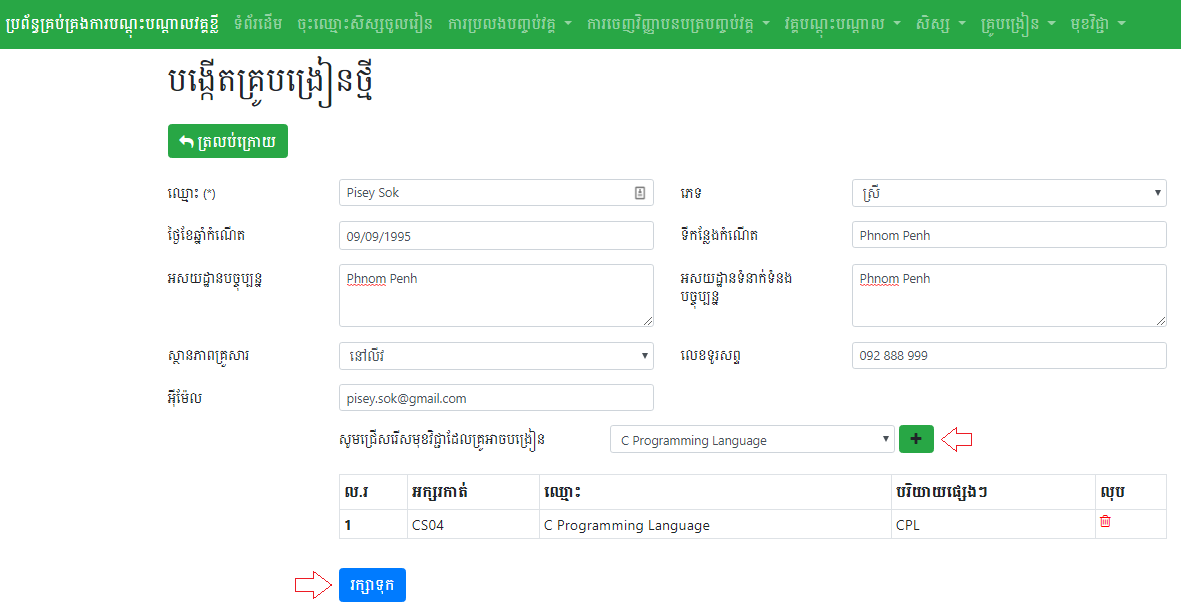 ប្រព័ន្ធគ្រប់គ្រងការបណ្តុះបណ្តាលវគ្គខ្លី ទំព័រដើម ចុះឈ្មោះសិស្សចូលរៀន ការប្រលងបញ្ចប់វគ្គ ការចេញវិញ្ញាបនបត្របញ្ចប់វគ្គ វគ្គបណ្តុះបណ្តាល សិស្ស គ្រូបង្រៀន មុខវិជ្ជា
បង្កើតគ្រូបង្រៀនថ្មី
ត្រលប់ក្រោយ
ឈ្មោះ (*) Pisey Sok ភេទ ស្រី
ថ្ងៃខែឆ្នាំកំណើត 09/09/1995 ទីកន្លែងកំណើត Phnom Penh
អសយដ្ឋានបច្ចុប្បន្ន Phnom Penh អសយដ្ឋានទំនាក់ទំនង Phnom Penh
បច្ចុប្បន្ន
ស្ថានភាពគ្រួសារ នៅលីវ លេខទូរសព្ទ 092 888 999
អ៊ីម៉ែល pisey.sok@gmail.com
សូមជ្រើសរើសមុខវិជ្ជាដែលគ្រូអាចបង្រៀន C Programming Language +
ល.រ អក្សរកាត់ ឈ្មោះ បរិយាយផ្សេងៗ លុប
1 CS04 C Programming Language CPL
រក្សាទុក